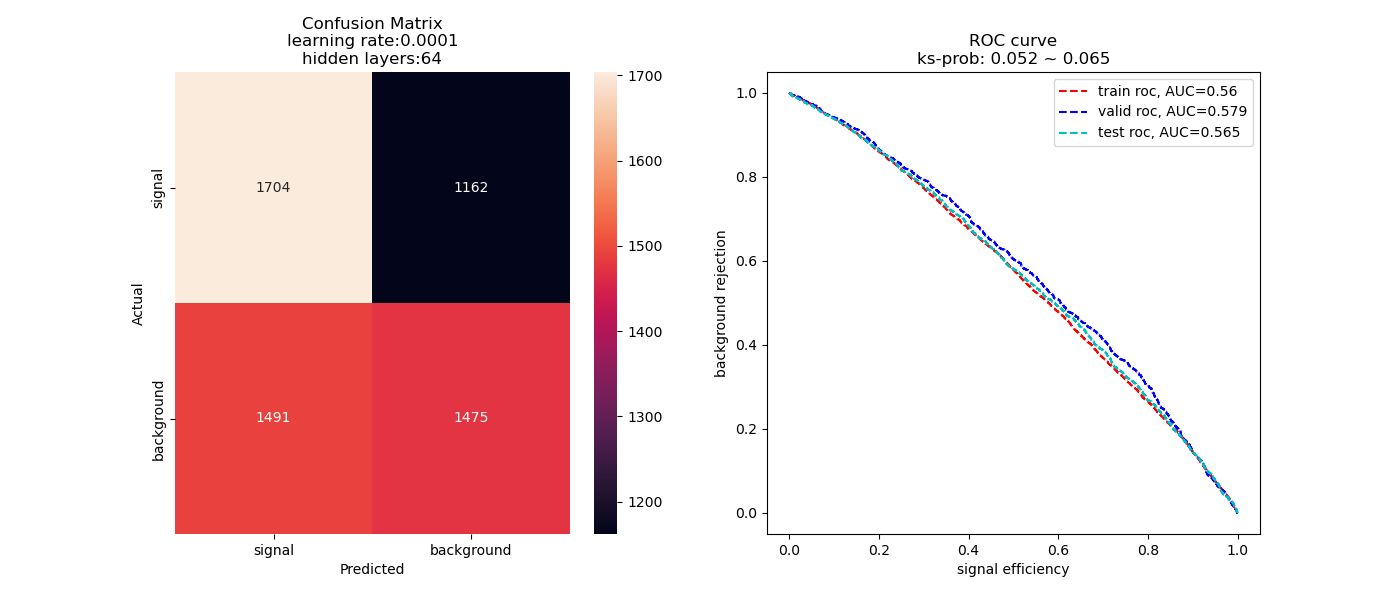 Confusion Matrix
learning rate:0.0001
hidden layers:64
signal
background
Actual
1704
1162
1491
1475
signal
background
Predicted
1700
1600
1500
1400
1300
1200
ROC curve
ks-prob: 0.052 ~ 0.065
train roc, AUC=0.56
valid roc, AUC=0.579
test roc, AUC=0.565
background rejection
1.0
0.8
0.6
0.4
0.2
0.0
0.0
0.2
0.4
0.6
0.8
1.0
signal efficiency